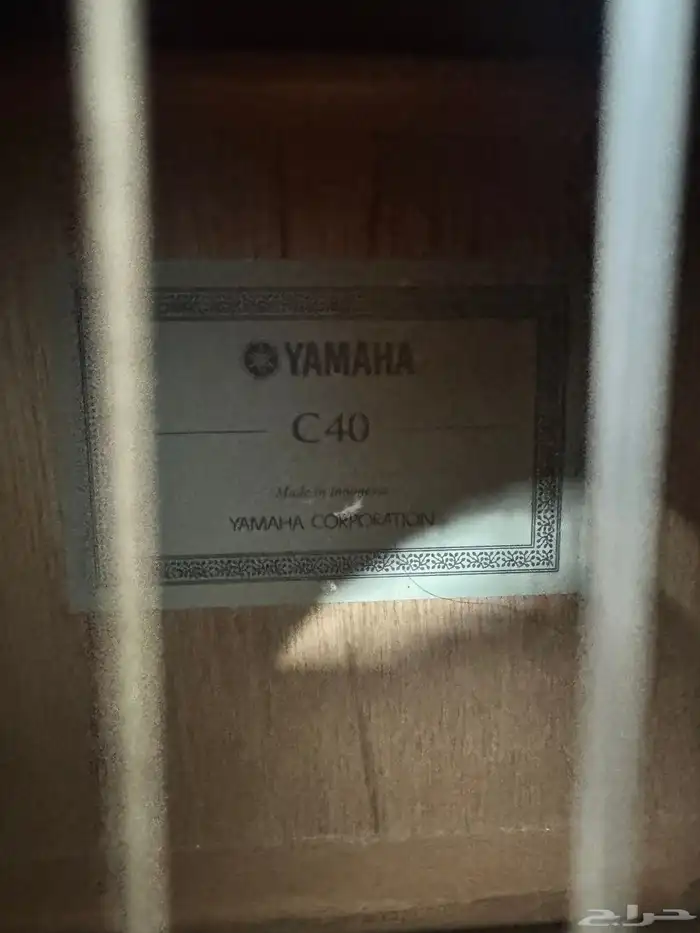 YAMAHA
C40
Made in Indonesia
YAMAHA CORPORATION
حراج